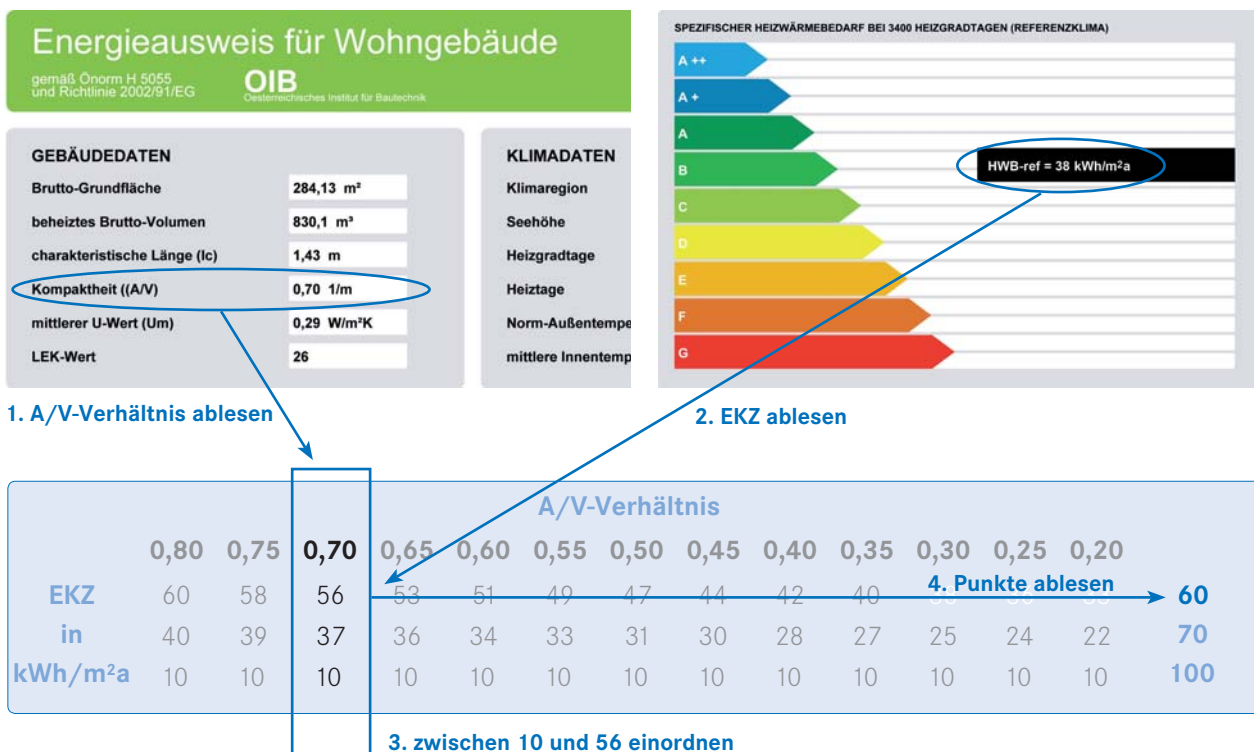 Energieausweis für Wohngebäude
gemäß Önorm H 5055
und Richtlinie 2002/91/EG
OIB
Oesterreichisches Institut für Bautechnik
GEBÄUDEDATEN
Brutto-Grundfläche 284,13 m²
beheiztes Brutto-Volumen 830,1 m³
charakteristische Länge (lc) 1,43 m
Kompaktheit ((A/V) 0,70 1/m
mittlerer U-Wert (Um) 0,29 W/m²K
LEK-Wert 26
KLIMADATEN
Klimaregion
Seehöhe
Heizgradtage
Heiztage
Norm-Außentempe
mittlere Innentemp
SPEZIFISCHER HEIZWÄRMEBEDARF BEI 3400 HEIZGRADTAGEN (REFERENZKLIMA)
A ++
A +
A
B
HWB-ref = 38 kWh/m²a
C
D
E
F
G
1. A/V-Verhältnis ablesen
2. EKZ ablesen
A/V-Verhältnis
0,80 0,75 0,70 0,65 0,60 0,55 0,50 0,45 0,40 0,35 0,30 0,25 0,20
4. Punkte ablesen
EKZ 60 58 56 53 51 49 47 44 42 40 60
in 40 39 37 36 34 33 31 30 28 27 25 24 22 70
kWh/m²a 10 10 10 10 10 10 10 10 10 10 10 10 10 100
3. zwischen 10 und 56 einordnen